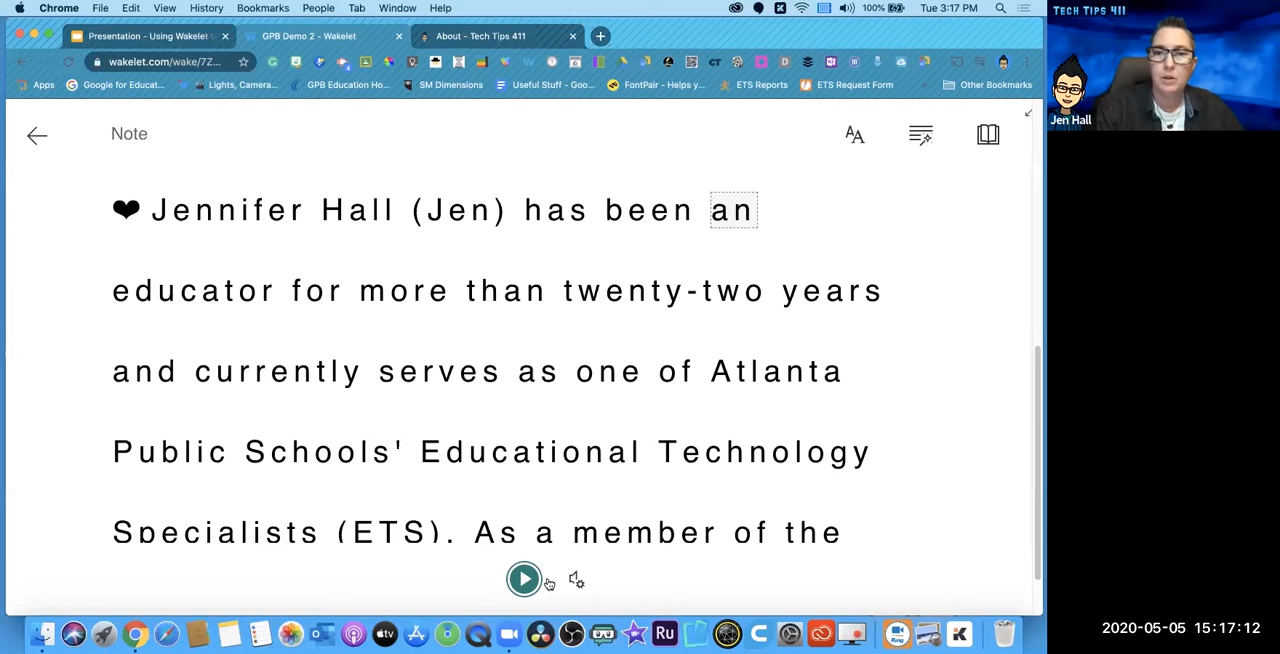 Chrome File Edit View History Bookmarks People Tab Window Help 100% Tue 3:17 PM
Presentation - Using Wakelet
GPB Demo 2 - Wakelet
About - Tech Tips 411
wakelet.com/wake/7Z...
Apps Google for Educat... Lights, Camera... GPB Education Ho... SM Dimensions Useful Stuff - Goo... FontPair - Helps y... ETS Reports ETS Request Form Other Bookmarks
Note
❤ Jennifer Hall (Jen) has been an
educator for more than twenty-two years
and currently serves as one of Atlanta
Public Schools' Educational Technology
Specialists (ETS). As a member of the
TECH TIPS 411
Jen Hall
Ru
2020-05-05 15:17:12